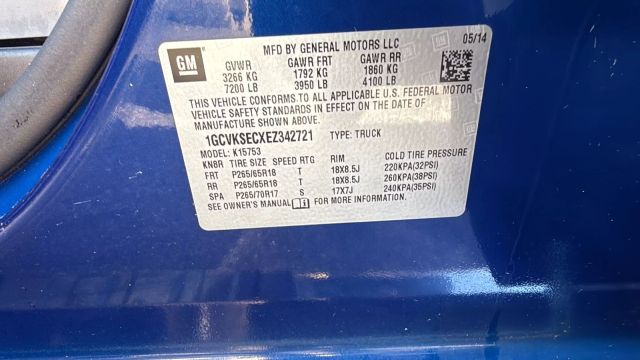 GM
MFD BY GENERAL MOTORS LLC 05/14
GVWR GAWR FRT GAWR RR
3266 KG 1792 KG 1860 KG
7200 LB 3950 LB 4100 LB
THIS VEHICLE CONFORMS TO ALL APPLICABLE U.S. FEDERAL MOTOR
VEHICLE SAFETY STANDARDS IN EFFECT ON THE DATE OF
MANUFACTURE SHOWN ABOVE.
1GCVKSECXEZ342721 TYPE: TRUCK
MODEL: K15753
KN8R TIRE SIZE SPEED RTG RIM COLD TIRE PRESSURE
FRT P265/65R18 T 18X8.5J 220KPA(32PSI)
RR P265/65R18 T 18X8.5J 260KPA(38PSI)
SPA P265/70R17 S 17X7J 240KPA(35PSI)
SEE OWNER'S MANUAL FOR MORE INFORMATION.